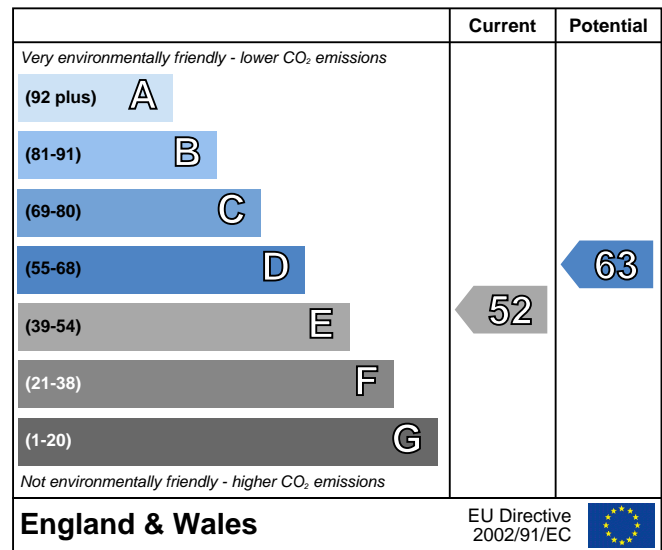 Current Potential
Very environmentally friendly - lower CO₂ emissions
(92 plus) A
(81-91) B
(69-80) C
(55-68) D
63
(39-54) E
52
(21-38) F
(1-20) G
Not environmentally friendly - higher CO₂ emissions
England & Wales
EU Directive
2002/91/EC